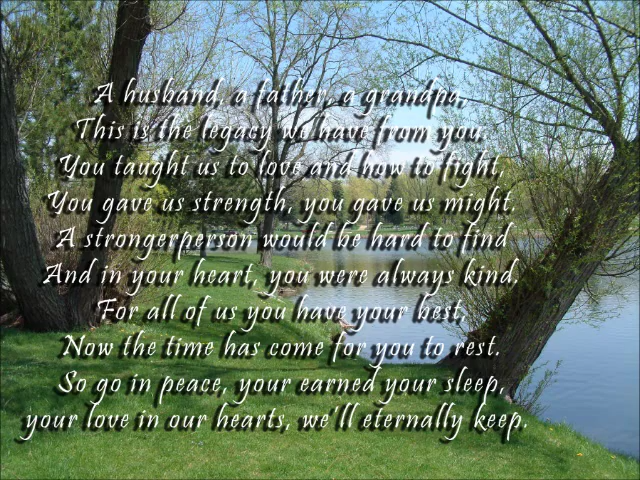 A husband, a father, a grandpa,
This is the legacy we have from you.
You taught us to love and how to fight,
You gave us strength, you gave us might.
A strongerperson would be hard to find
And in your heart, you were always kind.
For all of us you have your best,
Now the time has come for you to rest.
So go in peace, your earned your sleep,
your love in our hearts, we'll eternally keep.